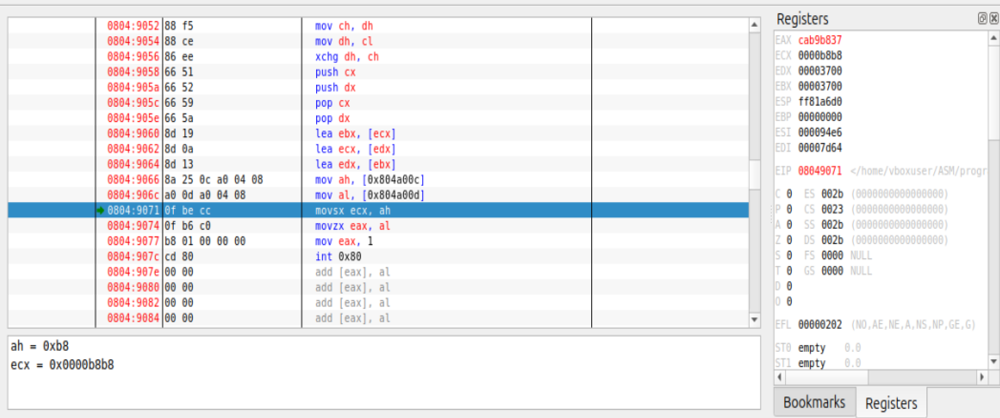 0804:9052 88 f5 mov ch, dh
0804:9054 88 ce mov dh, cl
0804:9056 86 ee xchg dh, ch
0804:9058 66 51 push cx
0804:905a 66 52 push dx
0804:905c 66 59 pop cx
0804:905e 66 5a pop dx
0804:9060 8d 19 lea ebx, [ecx]
0804:9062 8d 0a lea ecx, [edx]
0804:9064 8d 13 lea edx, [ebx]
0804:9066 8a 25 0c a0 04 08 mov ah, [0x804a00c]
0804:906c a0 0d a0 04 08 mov al, [0x804a00d]
0804:9071 0f be cc movsx ecx, ah
0804:9074 0f b6 c0 movzx eax, al
0804:9077 b8 01 00 00 00 mov eax, 1
0804:907c cd 80 int 0x80
0804:907e 00 00 add [eax], al
0804:9080 00 00 add [eax], al
0804:9082 00 00 add [eax], al
0804:9084 00 00 add [eax], al
ah = 0xb8
ecx = 0x0000b8b8
Registers
EAX cab9b837
ECX 0000b8b8
EDX 00003700
EBX 00003700
ESP ff81a6d0
EBP 00000000
ESI 000094e6
EDI 00007d64
EIP 08049071 </home/vboxuser/ASM/progr
C 0 ES 002b (0000000000000000)
P 0 CS 0023 (0000000000000000)
A 0 SS 002b (0000000000000000)
Z 0 DS 002b (0000000000000000)
S 0 FS 0000 NULL
T 0 GS 0000 NULL
D 0
O 0
EFL 00000202 (NO,AE,NE,A,NS,NP,GE,G)
ST0 empty 0.0
ST1 empty 0.0
Bookmarks Registers